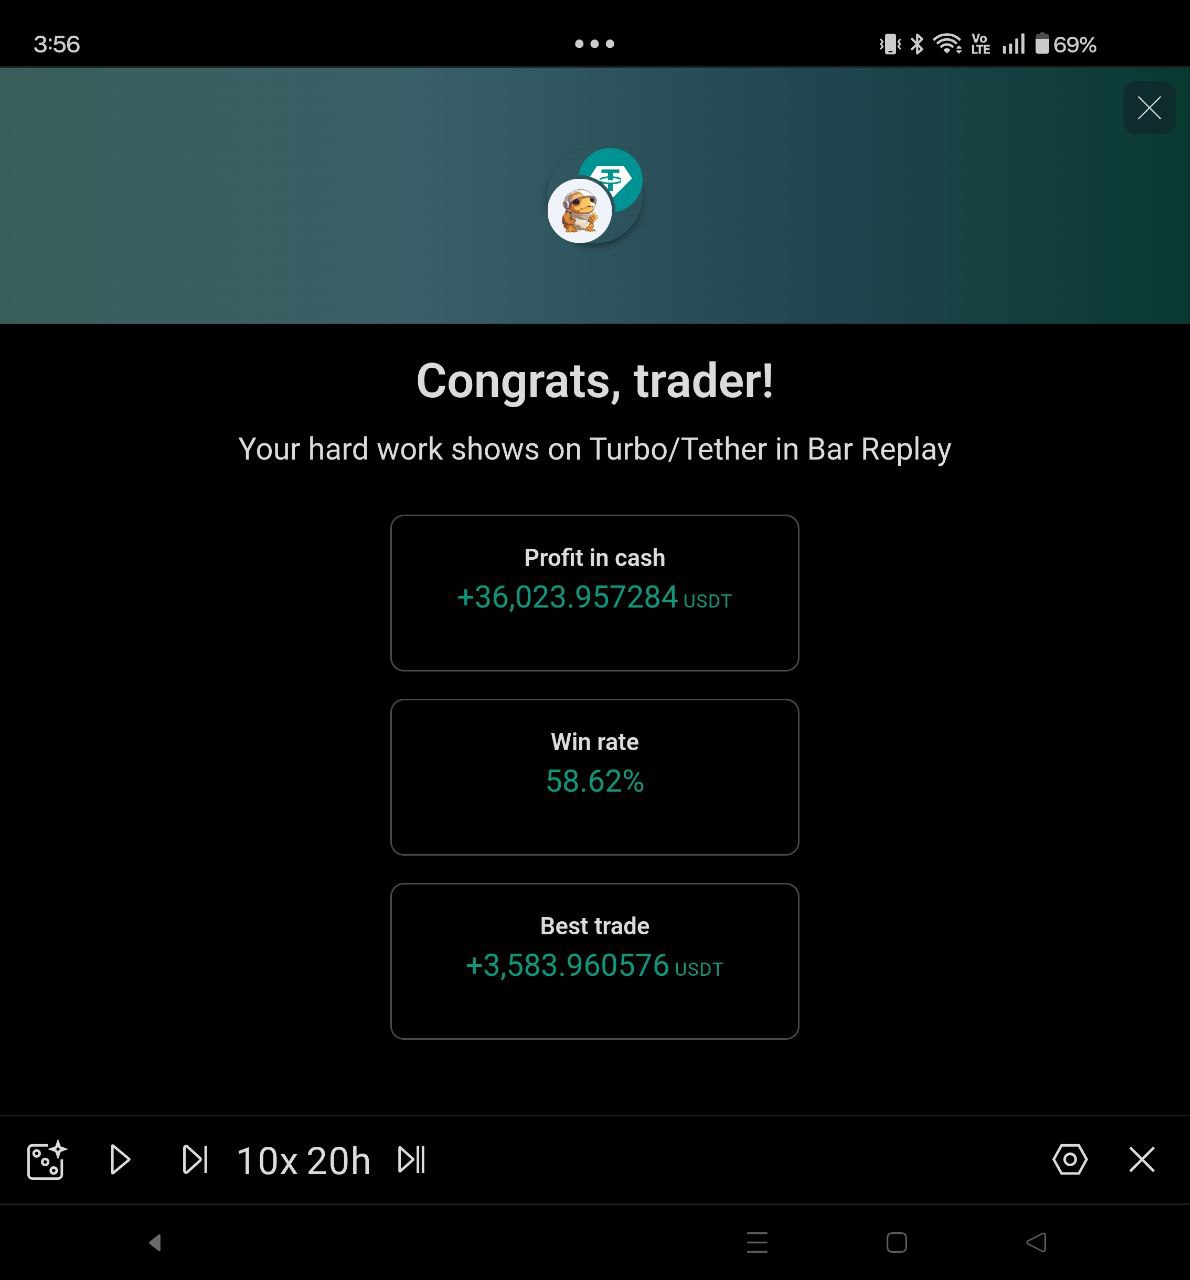 3:56
Vo
LTE
69%
Congrats, trader!
Your hard work shows on Turbo/Tether in Bar Replay
Profit in cash
+36,023.957284 USDT
Win rate
58.62%
Best trade
+3,583.960576 USDT
10x 20h